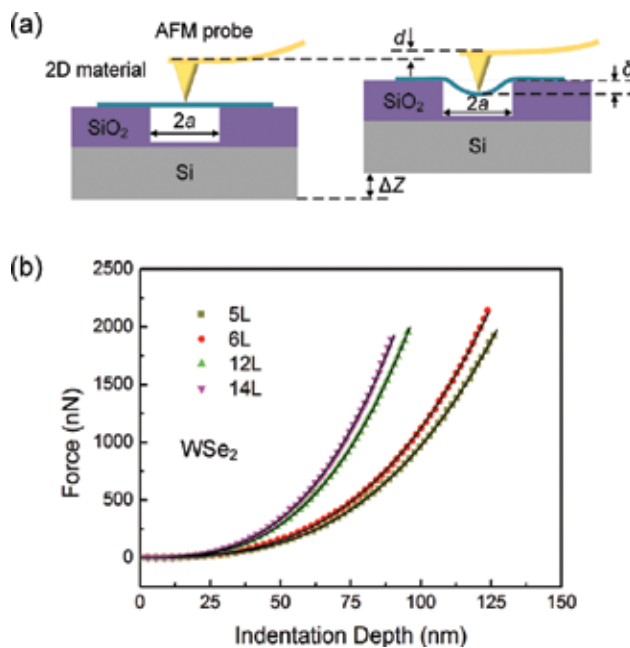 (a)
AFM probe
2D material
d
δ
2a
2a
SiO₂
Si
Si
ΔZ
(b)
2500
2000
1500
1000
500
0
5L
6L
12L
14L
WSe₂
Force (nN)
0 25 50 75 100 125 150
Indentation Depth (nm)